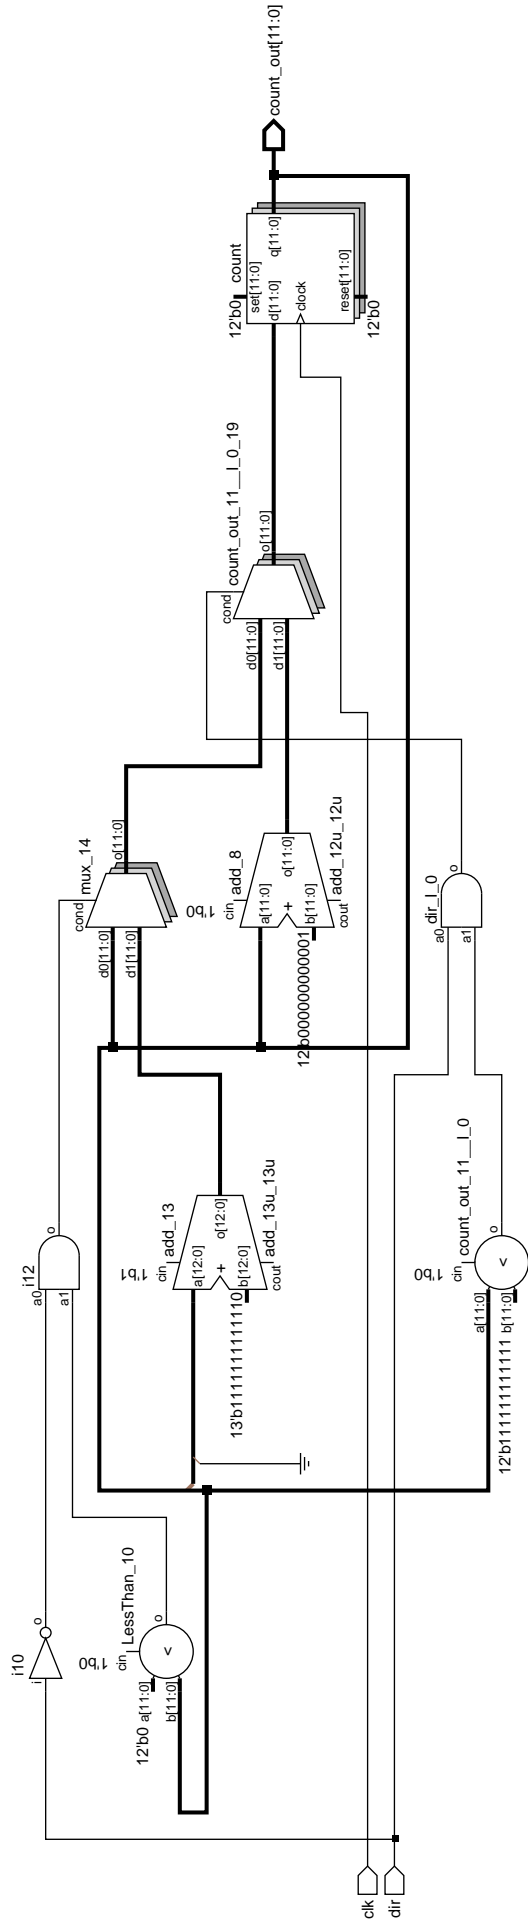 clk
dir
i10
i
o
12'b0
1'b0
cin
LessThan_10
a[11:0]
b[11:0]
<
o
i12
a0
a1
o
1'b1
cin
add_13
a[12:0]
+
o[12:0]
13'b1111111111110
b[12:0]
cout
add_13u_13u
1'b0
cin
count_out_11__I_0
a[11:0]
<
o
12'b111111111111
b[11:0]
cond
mux_14
d0[11:0]
d1[11:0]
o[11:0]
1'b0
cin
add_8
a[11:0]
+
o[11:0]
12'b000000000001
b[11:0]
cout
add_12u_12u
dir_I_0
a0
a1
o
cond
count_out_11__I_0_19
d0[11:0]
d1[11:0]
o[11:0]
12'b0
count
set[11:0]
d[11:0]
q[11:0]
clock
reset[11:0]
12'b0
count_out[11:0]